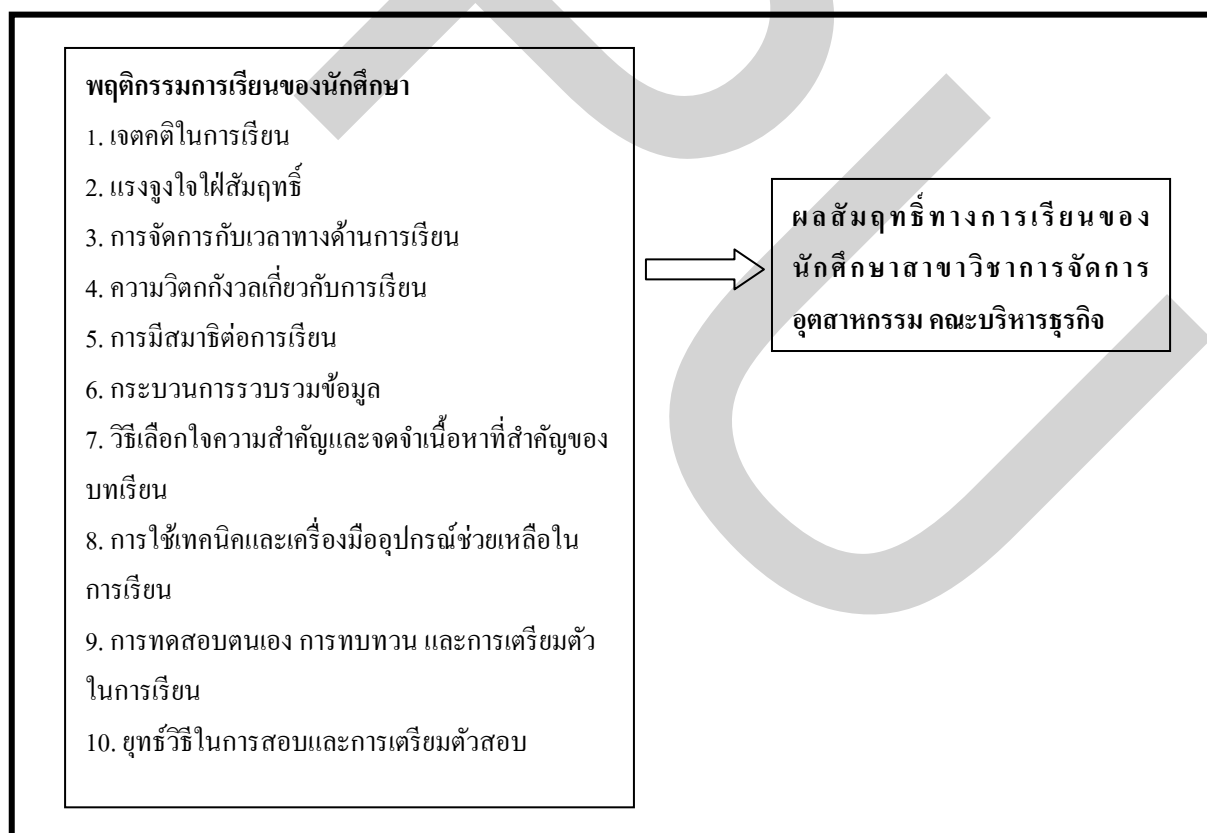 พฤติกรรมการเรียนของนักศึกษา
1. เจตคติในการเรียน
2. แรงจูงใจใฝ่สัมฤทธิ์
3. การจัดการกับเวลาทางด้านการเรียน
4. ความวิตกกังวลเกี่ยวกับการเรียน
5. การมีสมาธิต่อการเรียน
6. กระบวนการรวบรวมข้อมูล
7. วิธีเลือกใจความสำคัญและจดจำเนื้อหาที่สำคัญของ
บทเรียน
8. การใช้เทคนิคและเครื่องมืออุปกรณ์ช่วยเหลือใน
การเรียน
9. การทดสอบตนเอง การทบทวน และการเตรียมตัว
ในการเรียน
10. ยุทธ์วิธีในการสอบและการเตรียมตัวสอบ
ผลสัมฤทธิ์ทางการเรียนของ
นักศึกษาสาขาวิชาการจัดการ
อุตสาหกรรม คณะบริหารธุรกิจ